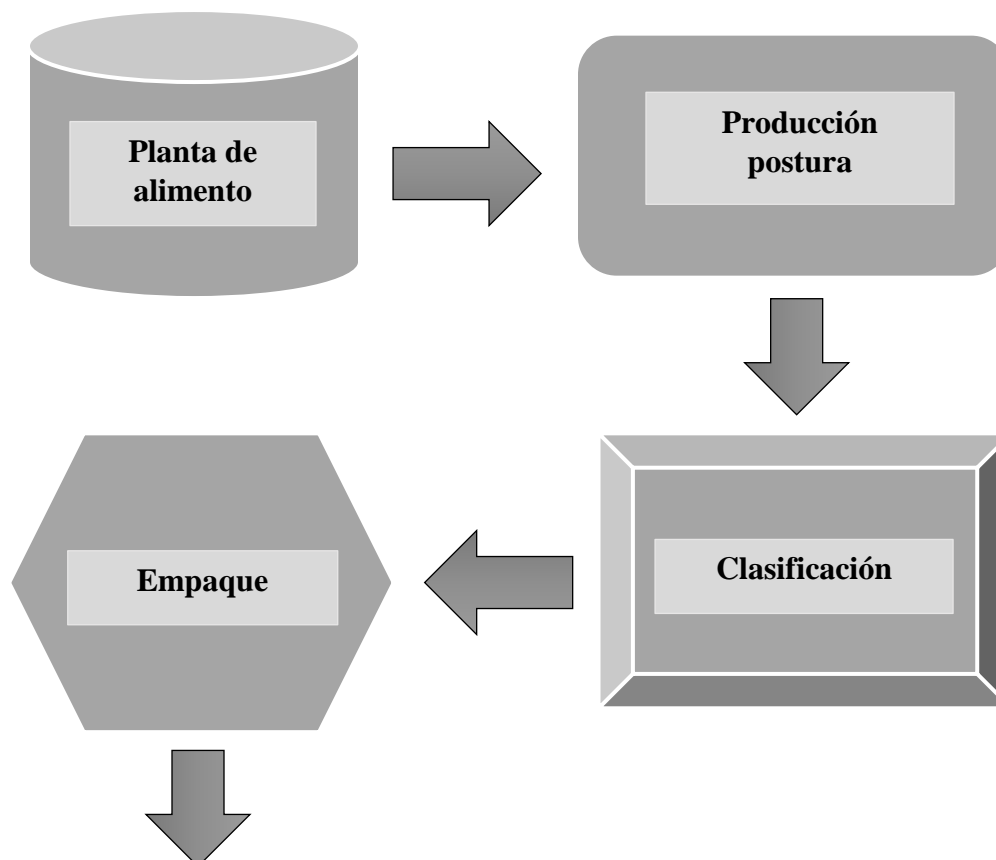 Planta de
alimento
Producción
postura
Clasificación
Empaque